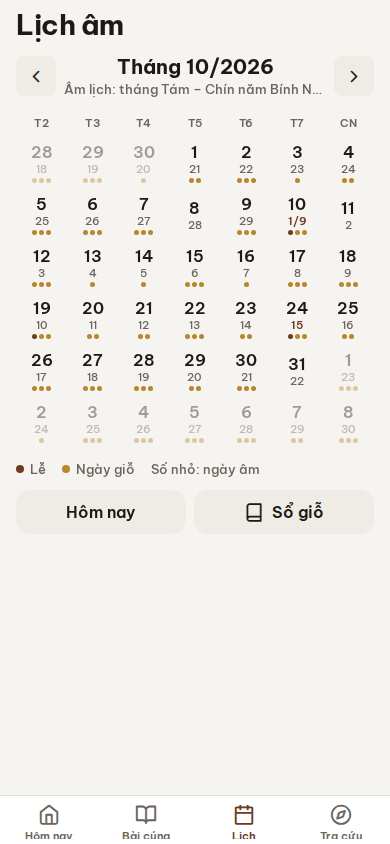 Lịch âm
Tháng 10/2026
Âm lịch: tháng Tám – Chín năm Bính N...
T2 T3 T4 T5 T6 T7 CN
28 29 30 1 2 3 4
18 19 20 21 22 23 24
5 6 7 8 9 10 11
25 26 27 28 29 1/9 2
12 13 14 15 16 17 18
3 4 5 6 7 8 9
19 20 21 22 23 24 25
10 11 12 13 14 15 16
26 27 28 29 30 31 1
17 18 19 20 21 22 23
2 3 4 5 6 7 8
24 25 26 27 28 29 30
Lễ Ngày giỗ Số nhỏ: ngày âm
Hôm nay Sổ giỗ
Hôm nay Bài cúng Lịch Tra cứu